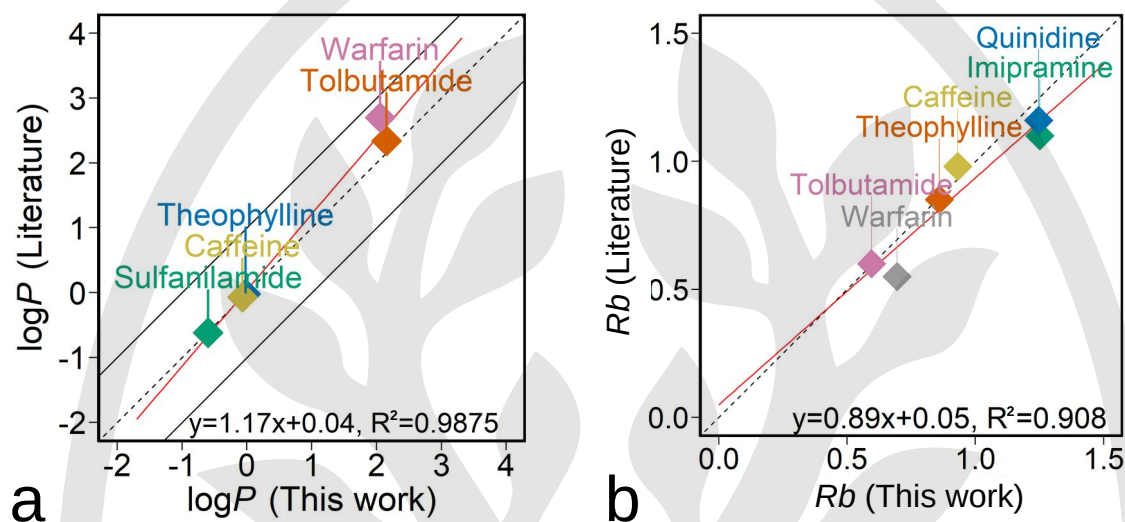 4
3
2
1
0
-1
-2
logP (Literature)
Warfarin
Tolbutamide
Theophylline
Caffeine
Sulfanilamide
y=1.17x+0.04, R²=0.9875
-2 -1 0 1 2 3 4
logP (This work)
a
1.5
1.0
0.5
0.0
Rb (Literature)
Quinidine
Imipramine
Caffeine
Theophylline
Tolbutamide
Warfarin
y=0.89x+0.05, R²=0.908
0.0 0.5 1.0 1.5
Rb (This work)
b